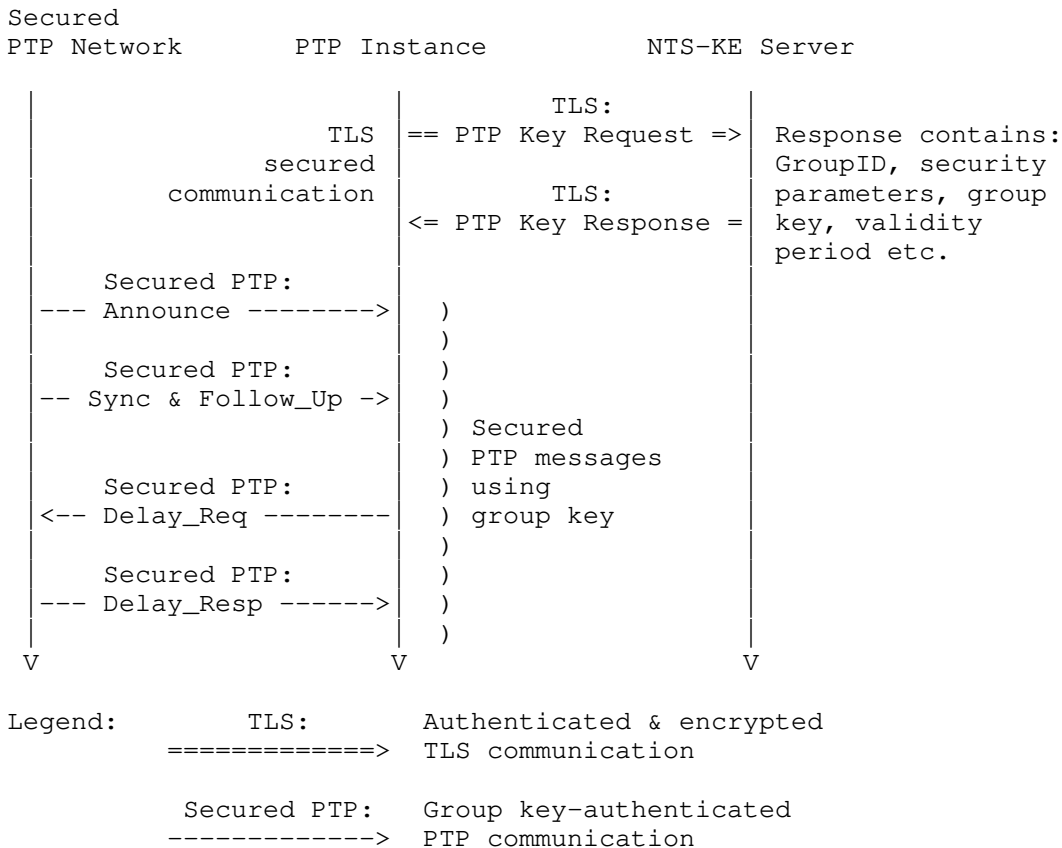 Secured
PTP Network PTP Instance NTS-KE Server
TLS:
TLS == PTP Key Request => Response contains:
secured GroupID, security
communication TLS: parameters, group
<= PTP Key Response = key, validity
period etc.
Secured PTP:
--- Announce --------> )
)
Secured PTP: )
-- Sync & Follow_Up -> )
) Secured
) PTP messages
Secured PTP: ) using
<-- Delay_Req -------- ) group key
)
Secured PTP: )
--- Delay_Resp ------> )
)
V V V
Legend: TLS: Authenticated & encrypted
=============> TLS communication
Secured PTP: Group key-authenticated
-------------> PTP communication